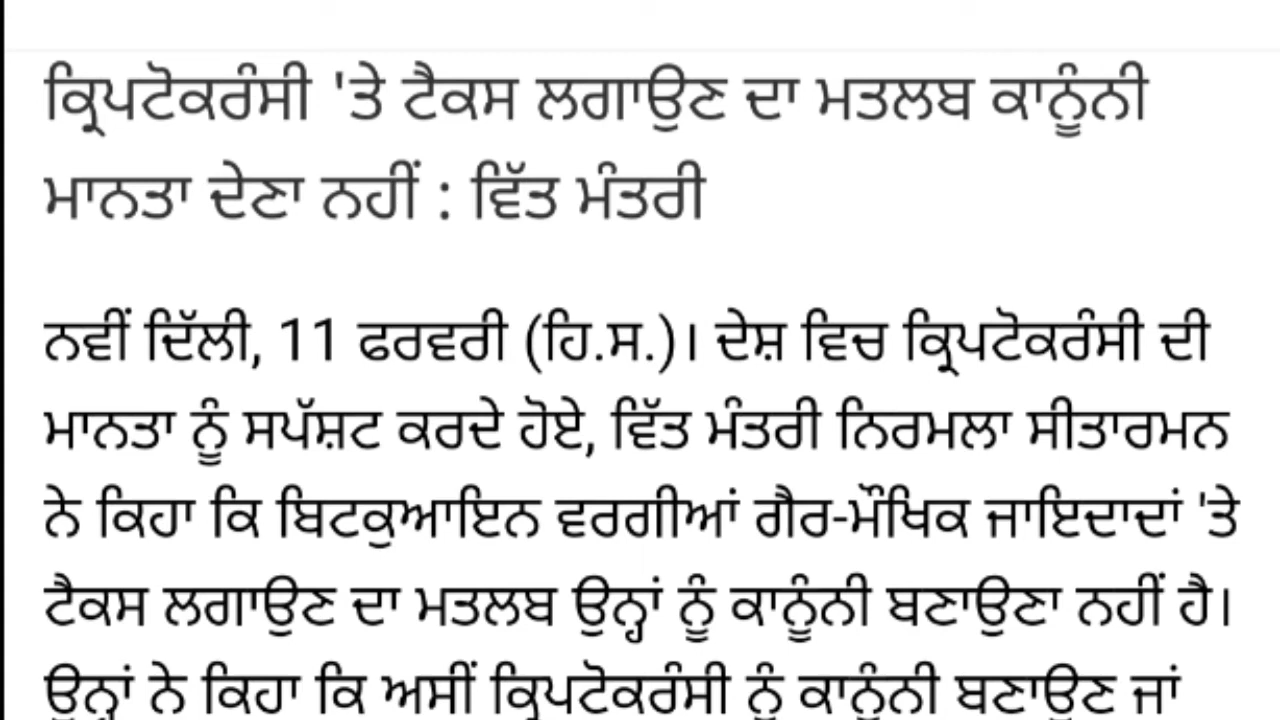 ਕ੍ਰਿਪਟੋਕਰੰਸੀ 'ਤੇ ਟੈਕਸ ਲਗਾਉਣ ਦਾ ਮਤਲਬ ਕਾਨੂੰਨੀ
ਮਾਨਤਾ ਦੇਣਾ ਨਹੀਂ : ਵਿੱਤ ਮੰਤਰੀ
ਨਵੀਂ ਦਿੱਲੀ, 11 ਫਰਵਰੀ (ਹਿ.ਸ.)। ਦੇਸ਼ ਵਿਚ ਕ੍ਰਿਪਟੋਕਰੰਸੀ ਦੀ
ਮਾਨਤਾ ਨੂੰ ਸਪੱਸ਼ਟ ਕਰਦੇ ਹੋਏ, ਵਿੱਤ ਮੰਤਰੀ ਨਿਰਮਲਾ ਸੀਤਾਰਮਨ
ਨੇ ਕਿਹਾ ਕਿ ਬਿਟਕੁਆਇਨ ਵਰਗੀਆਂ ਗੈਰ-ਮੌਖਿਕ ਜਾਇਦਾਦਾਂ 'ਤੇ
ਟੈਕਸ ਲਗਾਉਣ ਦਾ ਮਤਲਬ ਉਨ੍ਹਾਂ ਨੂੰ ਕਾਨੂੰਨੀ ਬਣਾਉਣਾ ਨਹੀਂ ਹੈ।
ਉਨ੍ਹਾਂ ਨੇ ਕਿਹਾ ਕਿ ਅਸੀਂ ਕ੍ਰਿਪਟੋਕਰੰਸੀ ਨੂੰ ਕਾਨੂੰਨੀ ਬਣਾਉਣ ਜਾਂ